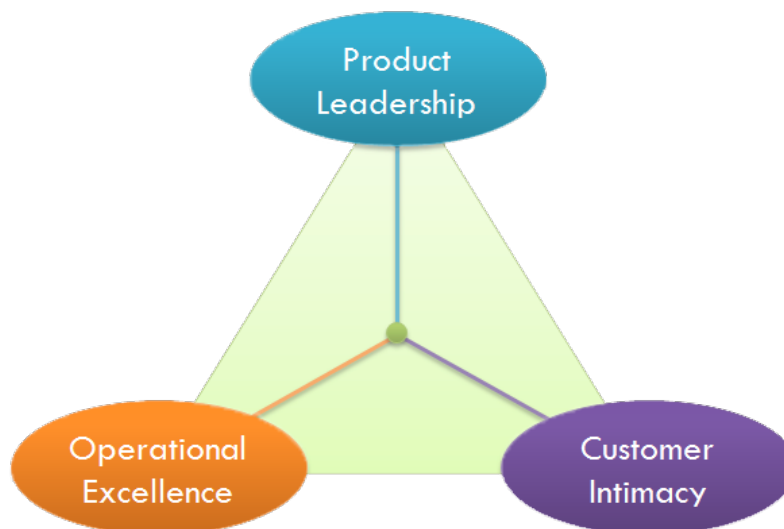 Product
Leadership
Operational
Excellence
Customer
Intimacy